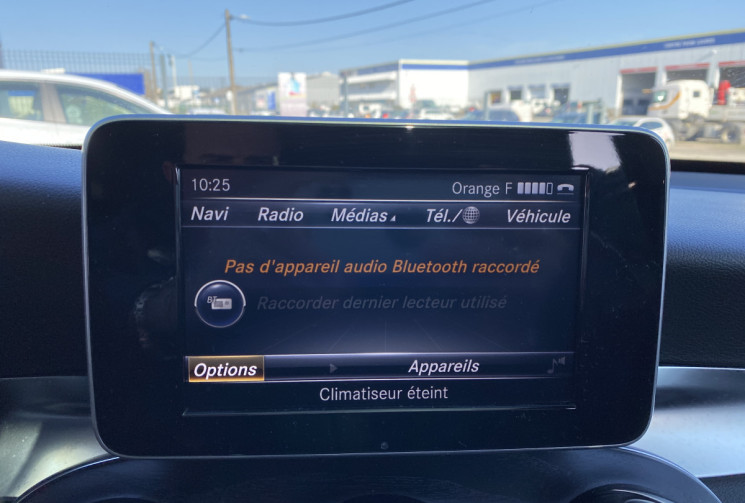 10:25 Orange F
Navi Radio Médias Tél./ Véhicule
Pas d'appareil audio Bluetooth raccordé
BT
Raccorder dernier lecteur utilisé
Options Appareils
Climatiseur éteint